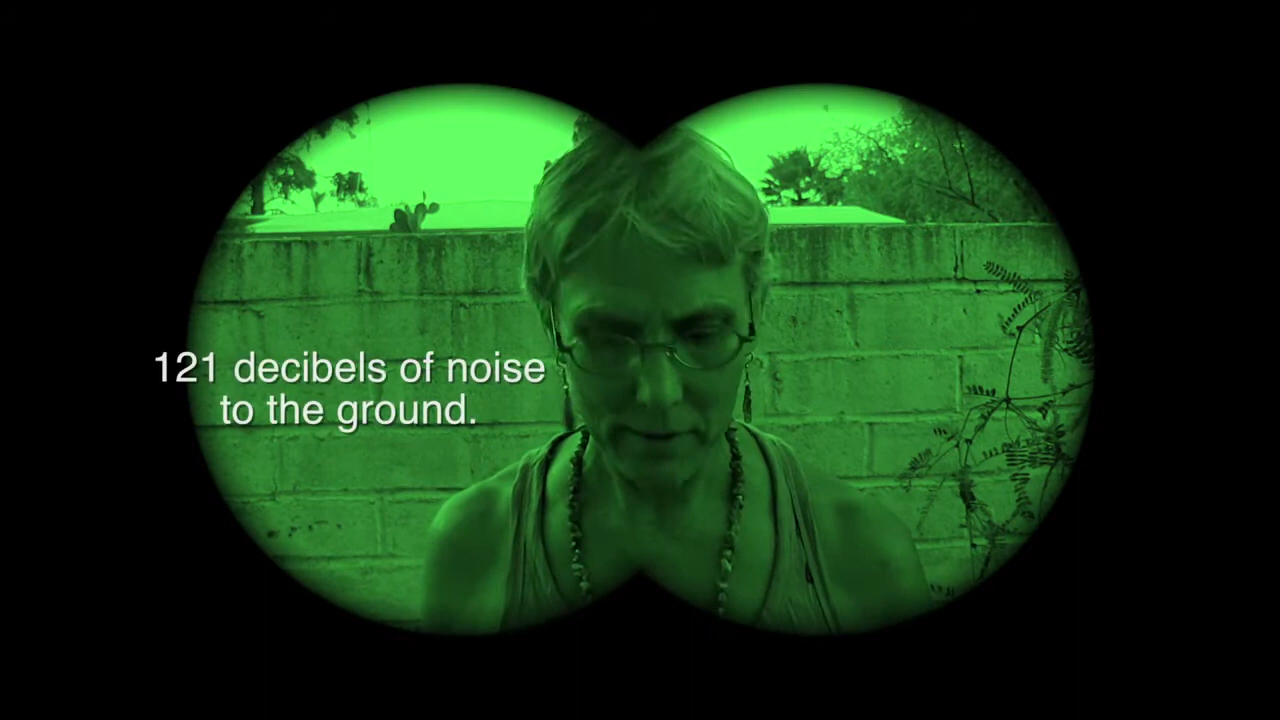 121 decibels of noise
to the ground.